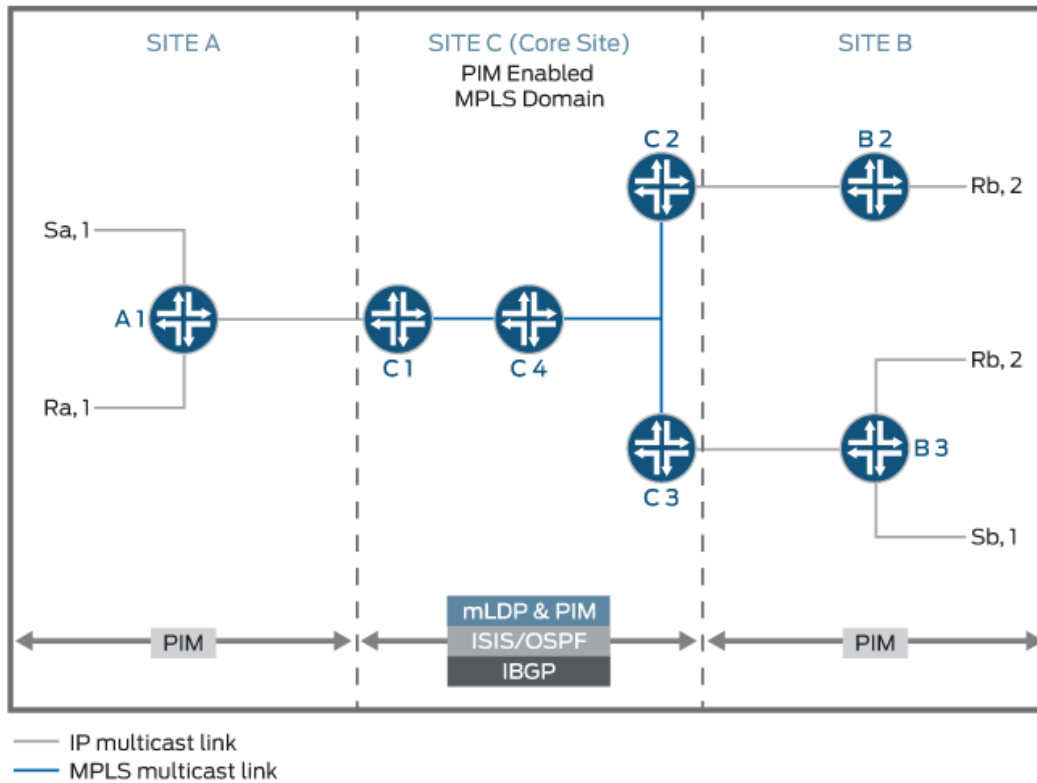 SITE A
SITE C (Core Site)
PIM Enabled
MPLS Domain
SITE B
C 2
B 2
Rb, 2
Sa, 1
A 1
C 1
C 4
Ra, 1
Rb, 2
B 3
C 3
Sb, 1
mLDP & PIM
PIM
ISIS/OSPF
PIM
IBGP
IP multicast link
MPLS multicast link